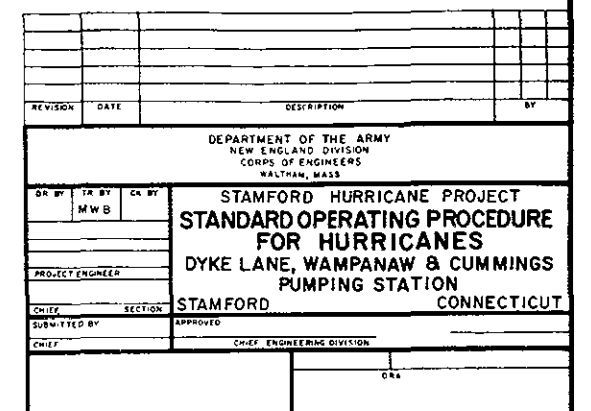 REVISION DATE DESCRIPTION BY
DEPARTMENT OF THE ARMY
NEW ENGLAND DIVISION
CORPS OF ENGINEERS
WALTHAM, MASS
DR BY TR BY CK BY
MWB
STAMFORD HURRICANE PROJECT
STANDARD OPERATING PROCEDURE
FOR HURRICANES
DYKE LANE, WAMPANAW & CUMMINGS
PUMPING STATION
STAMFORD CONNECTICUT
PROJECT ENGINEER
CHIEF, SECTION
SUBMITTED BY
CHIEF
APPROVED
CHIEF ENGINEERING DIVISION
DRA